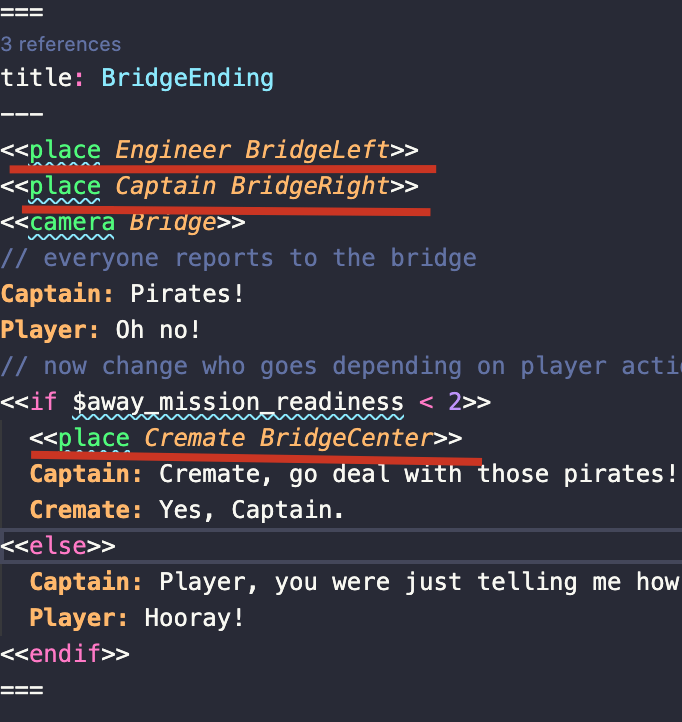 ===
3 references
title: BridgeEnding
---
<<place Engineer BridgeLeft>>
<<place Captain BridgeRight>>
<<camera Bridge>>
// everyone reports to the bridge
Captain: Pirates!
Player: Oh no!
// now change who goes depending on player acti
<<if $away_mission_readiness < 2>>
<<place Cremate BridgeCenter>>
Captain: Cremate, go deal with those pirates!
Cremate: Yes, Captain.
<<else>>
Captain: Player, you were just telling me how
Player: Hooray!
<<endif>>
===